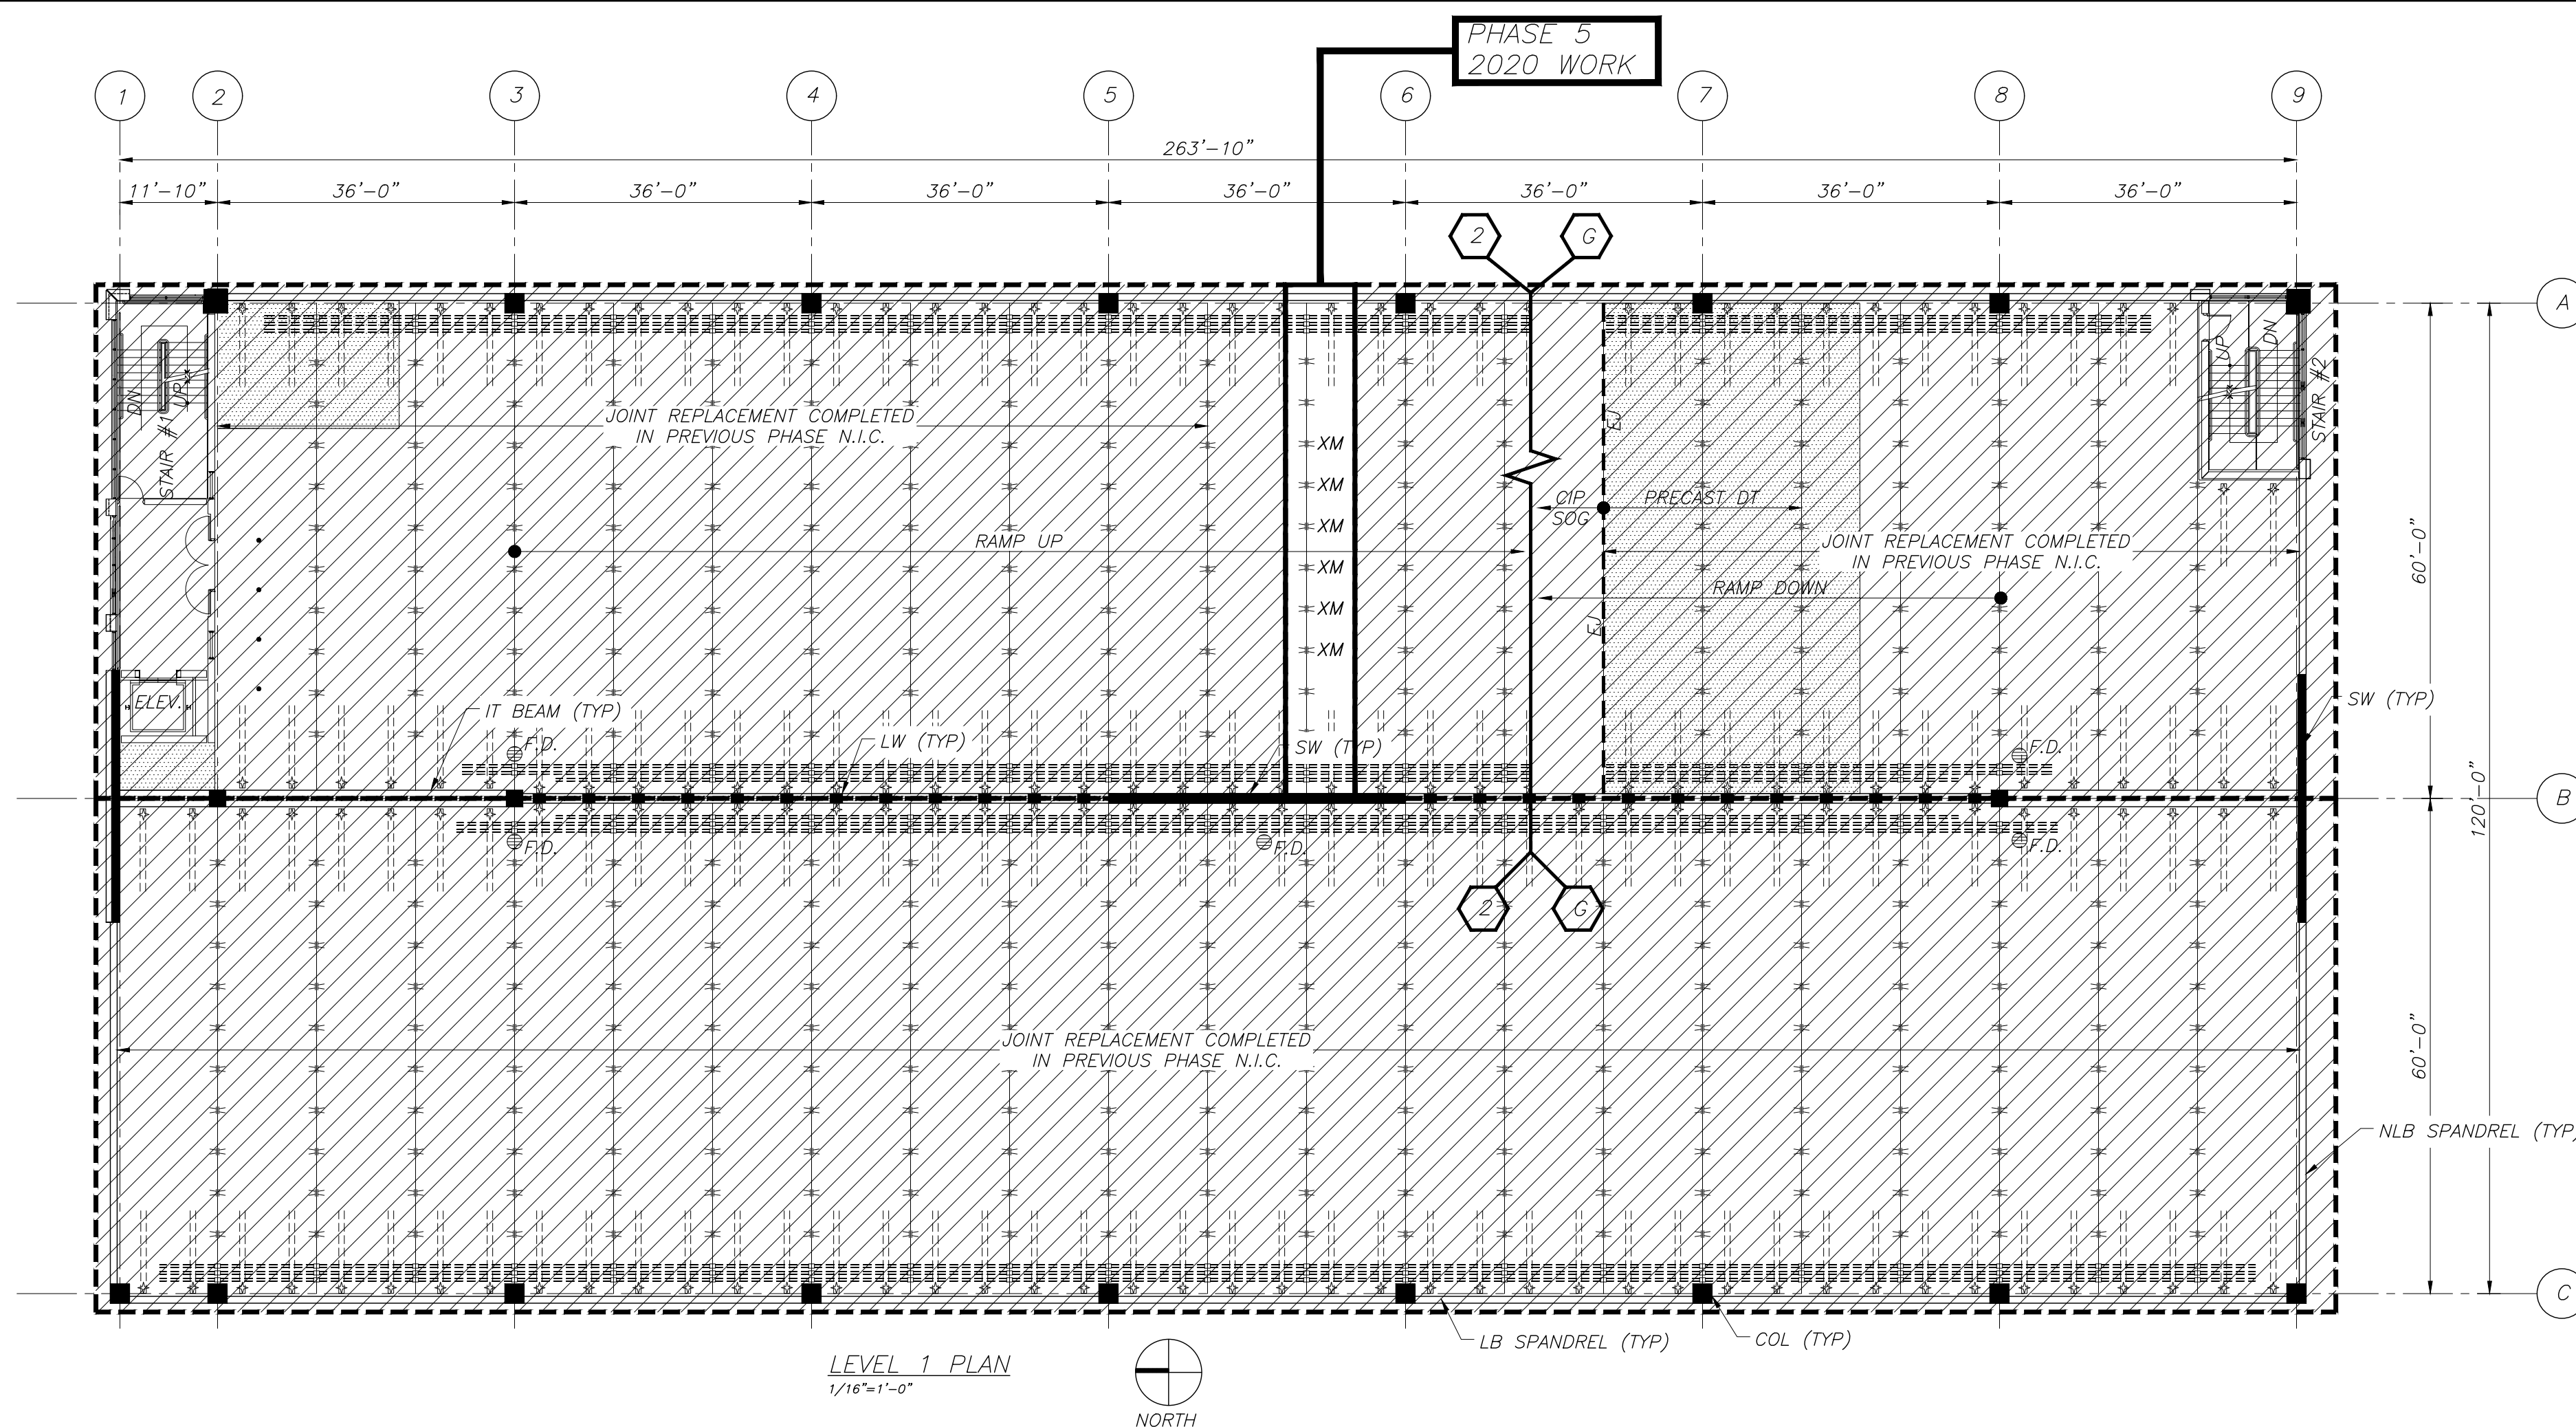 PHASE 5
2020 WORK
1 2 3 4 5 6 7 8 9
263'-10"
11'-10" 36'-0" 36'-0" 36'-0" 36'-0" 36'-0" 36'-0" 36'-0"
2 G
A
DN
UP
STAIR #1
UP
DN
STAIR #2
JOINT REPLACEMENT COMPLETED
IN PREVIOUS PHASE N.I.C.
XM
XM
XM
XM
XM
XM
EJ
CIP
SOG
PRECAST DT
RAMP UP
JOINT REPLACEMENT COMPLETED
IN PREVIOUS PHASE N.I.C.
RAMP DOWN
EJ
60'-0"
ELEV.
IT BEAM (TYP)
F.D.
LW (TYP)
SW (TYP)
F.D.
SW (TYP)
B
120'-0"
F.D.
F.D.
F.D.
2 G
JOINT REPLACEMENT COMPLETED
IN PREVIOUS PHASE N.I.C.
60'-0"
NLB SPANDREL (TYP)
C
LB SPANDREL (TYP)
COL (TYP)
LEVEL 1 PLAN
1/16"=1'-0"
NORTH